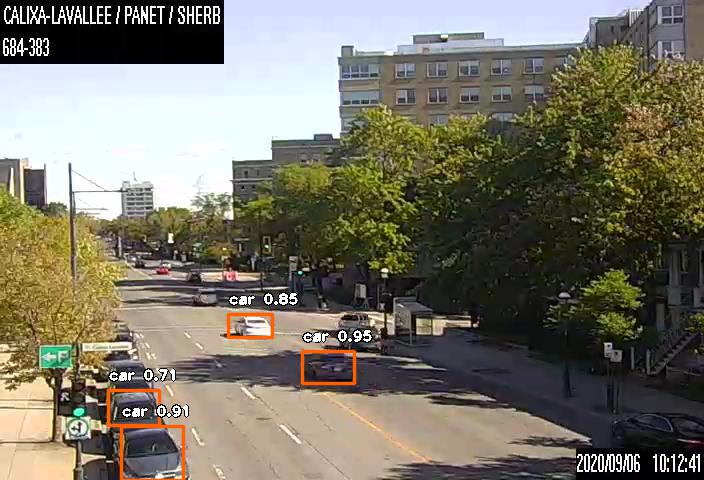 CALIXA-LAVALLEE / PANET / SHERB
684-383
car 0.85
car 0.95
car 0.71
car 0.91
P
2020/09/06 10:12:41